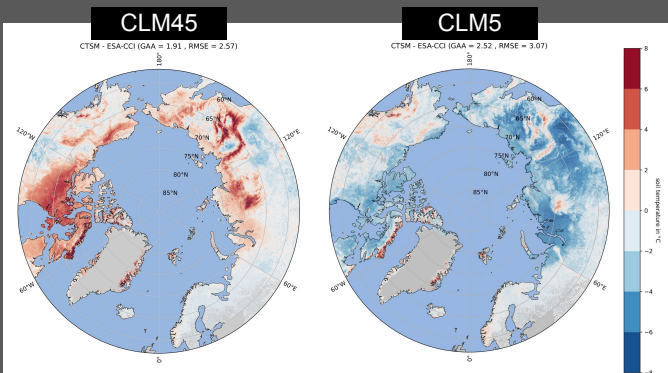 CLM45
CLM5
CTSM - ESA-CCI (GAA = 1.91 , RMSE = 2.57)
CTSM - ESA-CCI (GAA = 2.52 , RMSE = 3.07)
180°
60°N
65°N
70°N
75°N
80°N
85°N
120°W
120°E
60°W
60°E
0°
180°
60°N
65°N
70°N
75°N
80°N
85°N
120°W
120°E
60°W
60°E
0°
8
6
4
2
0
−2
−4
−6
−8
soil temperature in °C